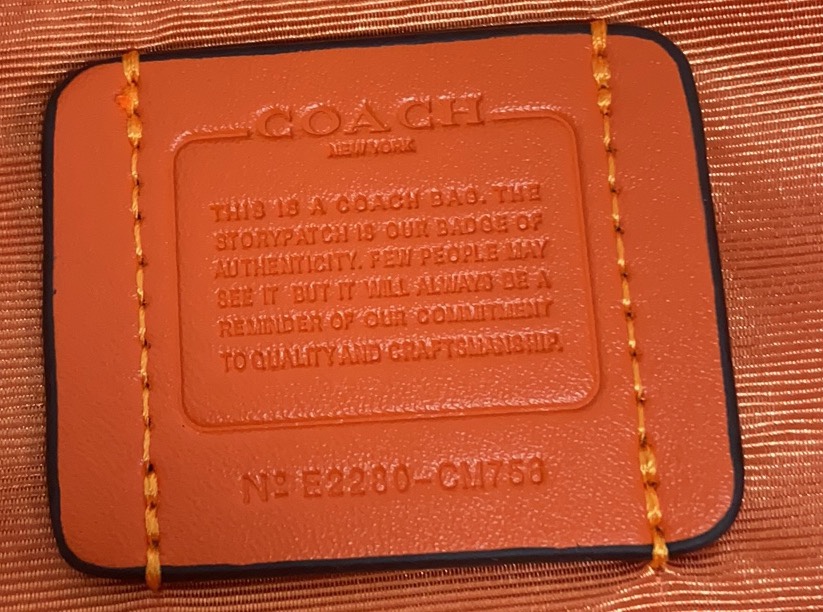 COACH
NEW YORK
THIS IS A COACH BAG. THE
STORYPATCH IS OUR BADGE OF
AUTHENTICITY. FEW PEOPLE MAY
SEE IT BUT IT WILL ALWAYS BE A
REMINDER OF OUR COMMITMENT
TO QUALITY AND CRAFTSMANSHIP.
Nº E2280-CM758